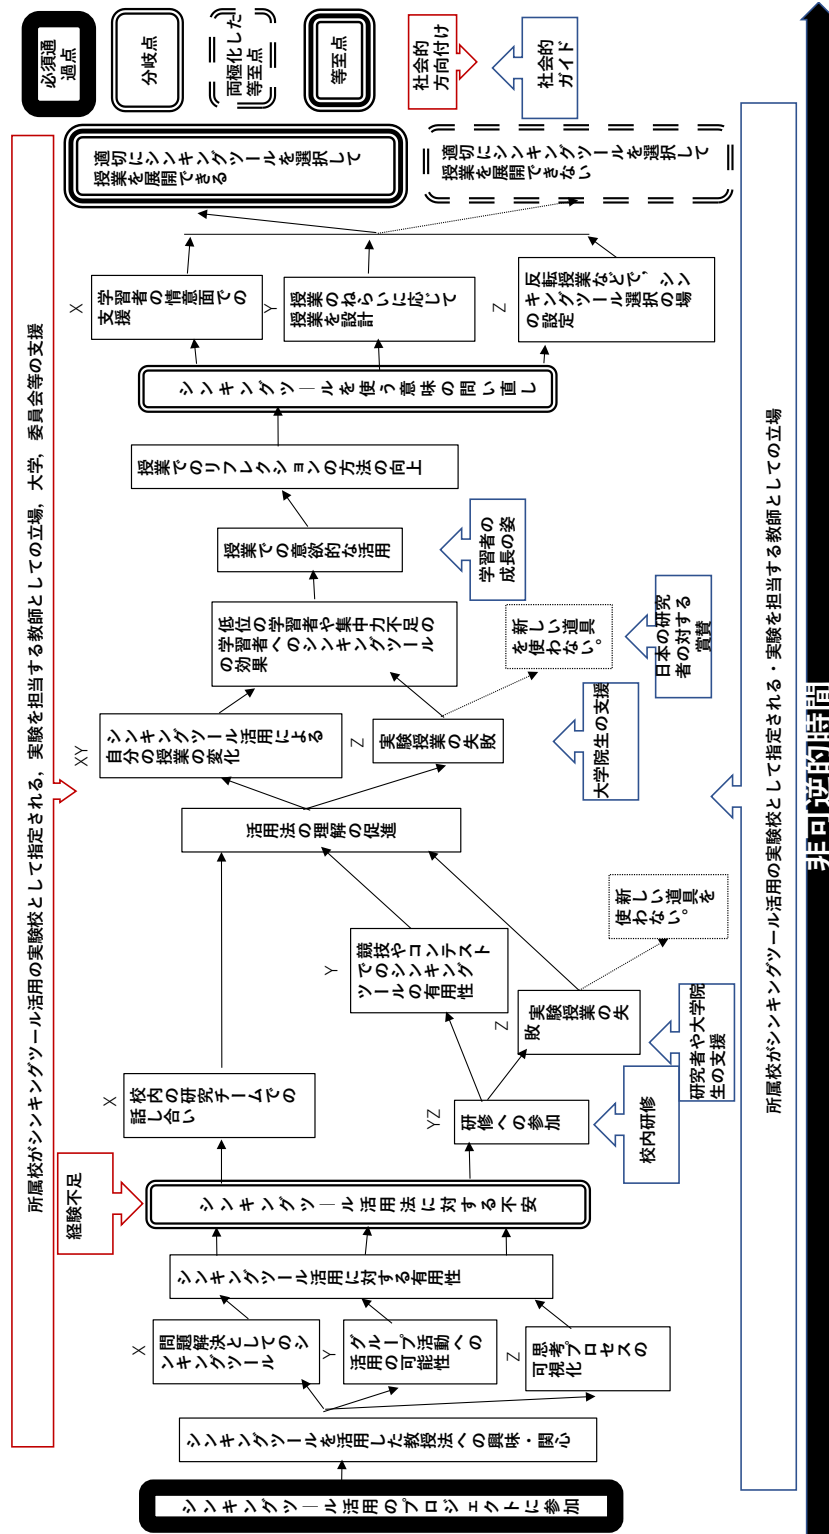 必須通
過点
分岐点
両極化した
等至点
等至点
社会的
方向付け
社会的
ガイド
所属校がシンキングツール活用の実験校として指定される，実験を担当する教師としての立場，大学，委員会等の支援
経験不足
シンキングツール活用のプロジェクトに参加
シンキングツールを活用した教授法への興味・関心
X
問題解決としてのシ
ンキングツール
Y
グループ活動への
活用の可能性
Z
思考プロセスの
可視化
シンキングツール活用に対する有用性
シンキングツール活用法に対する不安
X
校内の研究チームでの
話し合い
YZ
研修への参加
Y
競技やコンテスト
でのシンキング
ツールの有用性
Z
実験授業の失
敗
新しい道具を
使わない。
活用法の理解の促進
XY
シンキングツール活用による
自分の授業の変化
Z
実験授業の失敗
新しい道具
を使わない。
低位の学習者や集中力不足の
学習者へのシンキングツール
の効果
授業での意欲的な活用
授業でのリフレクションの方法の向上
シンキングツールを使う意味の問い直し
X
学習者の情意面での
支援
Y
授業のねらいに応じて
授業を設計
Z
反転授業などで、シン
キングツール選択の場
の設定
適切にシンキングツールを選択して
授業を展開できる
適切にシンキングツールを選択して
授業を展開できない
校内研修
研究者や大学院
生の支援
大学院生の支援
日本の研究
者の対する
賞賛
学習者の
成長の姿
所属校がシンキングツール活用の実験校として指定される・実験を担当する教師としての立場
非可逆的時間